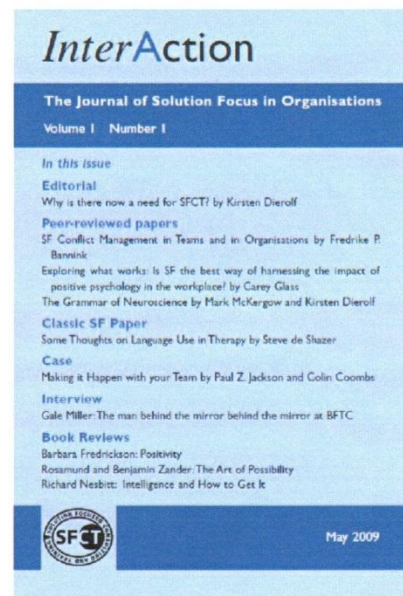 InterAction
The Journal of Solution Focus in Organisations
Volume 1 Number 1
In this issue
Editorial
Why is there now a need for SFCT? by Kirsten Dierolf
Peer-reviewed papers
SF Conflict Management in Teams and in Organisations by Fredrike P.
Bannink
Exploring what works: Is SF the best way of harnessing the impact of
positive psychology in the workplace? by Carey Glass
The Grammar of Neuroscience by Mark McKergow and Kirsten Dierolf
Classic SF Paper
Some Thoughts on Language Use in Therapy by Steve de Shazer
Case
Making it Happen with your Team by Paul Z. Jackson and Colin Coombs
Interview
Gale Miller: The man behind the mirror behind the mirror at BFTC
Book Reviews
Barbara Fredrickson: Positivity
Rosamund and Benjamin Zander: The Art of Possibility
Richard Nesbitt: Intelligence and How to Get It
SFCT
May 2009